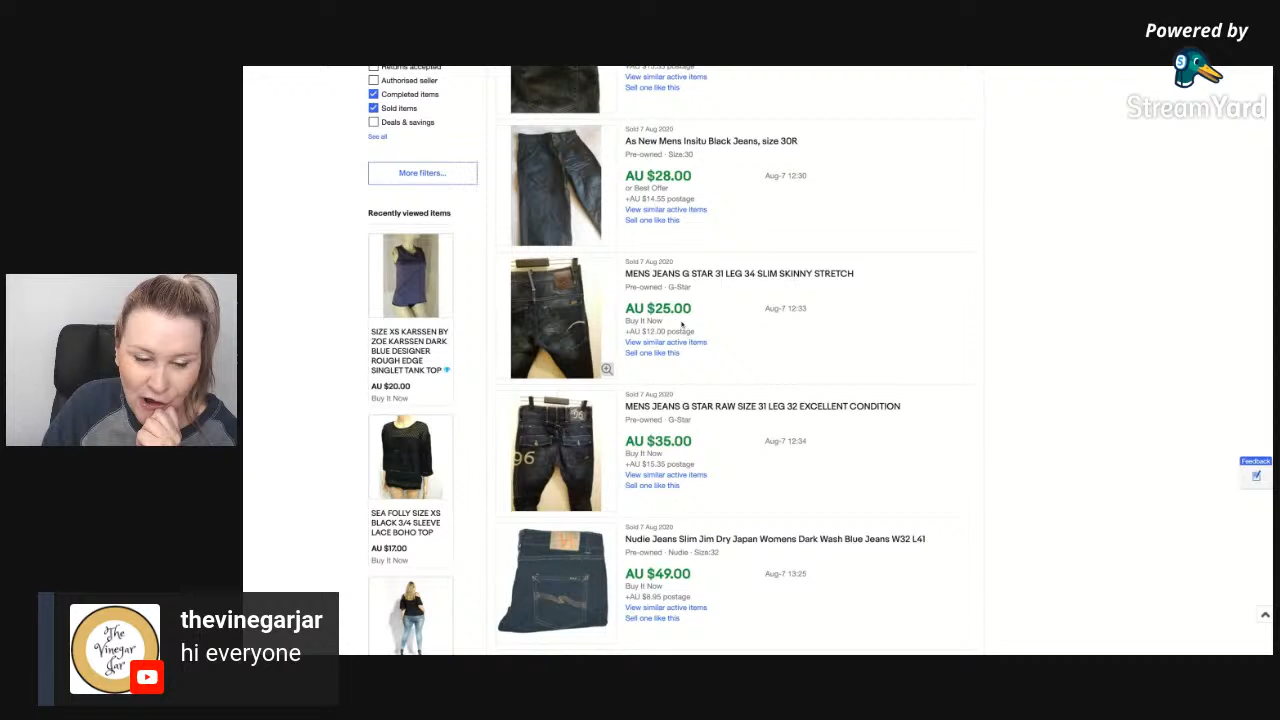 Powered by
StreamYard
Returns accepted
Authorised seller
Completed items
Sold items
Deals & savings
See all
More filters...
Recently viewed items
SIZE XS KARSSEN BY
ZOE KARSSEN DARK
BLUE DESIGNER
ROUGH EDGE
SINGLET TANK TOP
AU $20.00
Buy It Now
SEA FOLLY SIZE XS
BLACK 3/4 SLEEVE
LACE BOHO TOP
AU $17.00
Buy It Now
View similar active items
Sell one like this
Sold 7 Aug 2020
As New Mens Insitu Black Jeans, size 30R
Pre-owned · Size:30
AU $28.00
Aug-7 12:30
or Best Offer
+AU $14.55 postage
View similar active items
Sell one like this
Sold 7 Aug 2020
MENS JEANS G STAR 31 LEG 34 SLIM SKINNY STRETCH
Pre-owned · G-Star
AU $25.00
Aug-7 12:33
Buy It Now
+AU $12.00 postage
View similar active items
Sell one like this
Sold 7 Aug 2020
MENS JEANS G STAR RAW SIZE 31 LEG 32 EXCELLENT CONDITION
Pre-owned · G-Star
AU $35.00
Aug-7 12:34
Buy It Now
+AU $15.35 postage
View similar active items
Sell one like this
96
Sold 7 Aug 2020
Nudie Jeans Slim Jim Dry Japan Womens Dark Wash Blue Jeans W32 L41
Pre-owned · Nudie · Size:32
AU $49.00
Aug-7 13:25
Buy It Now
+AU $8.95 postage
View similar active items
Sell one like this
Feedback
The
Vinegar
Jar
thevinegarjar
hi everyone